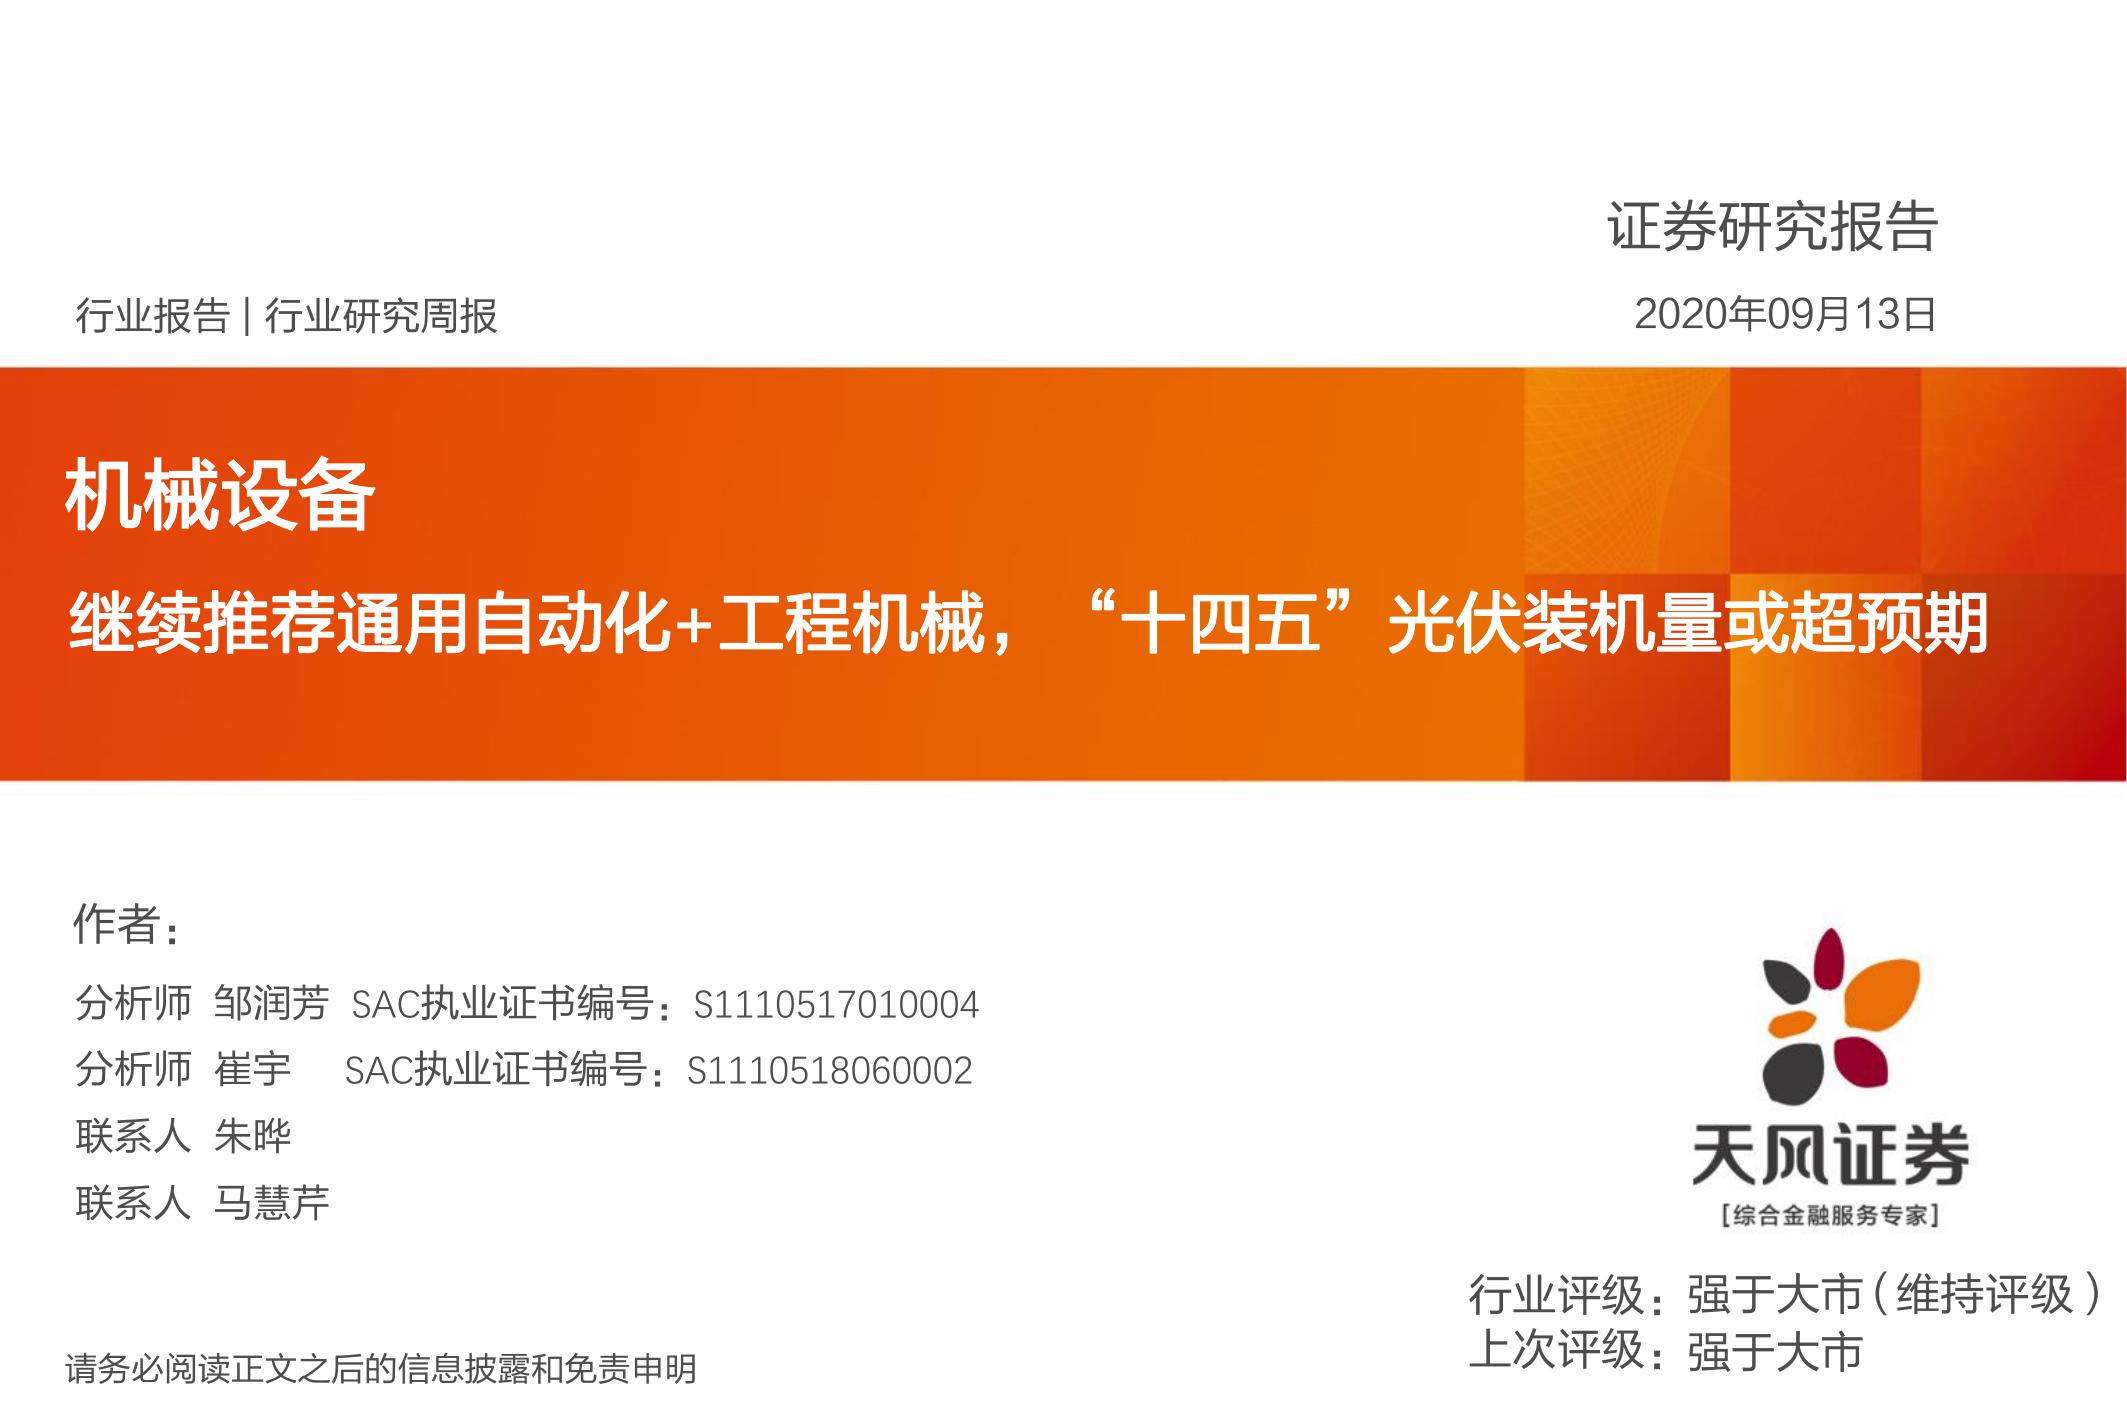 证券研究报告
行业报告 | 行业研究周报
2020年09月13日
机械设备
继续推荐通用自动化+工程机械，“十四五”光伏装机量或超预期
作者：
分析师 邹润芳 SAC执业证书编号：S1110517010004
分析师 崔宇 SAC执业证书编号：S1110518060002
联系人 朱晔
联系人 马慧芹
天风证券
[综合金融服务专家]
行业评级：强于大市（维持评级）
上次评级：强于大市
请务必阅读正文之后的信息披露和免责申明